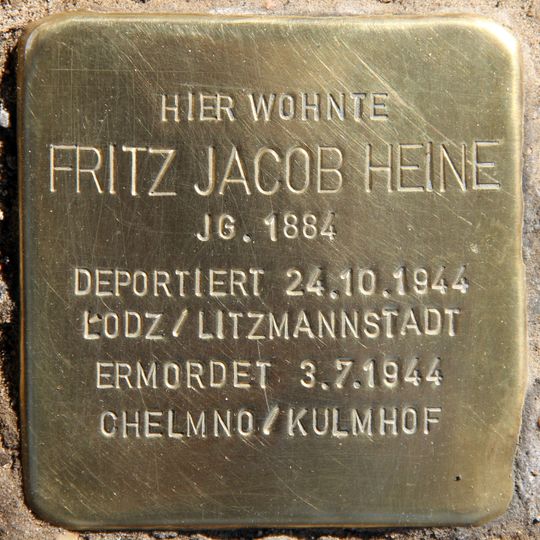 HIER WOHNTE
FRITZ JACOB HEINE
JG. 1884
DEPORTIERT 24.10.1944
ŁODZ/LITZMANNSTADT
ERMORDET 3.7.1944
CHELMNO/KULMHOF